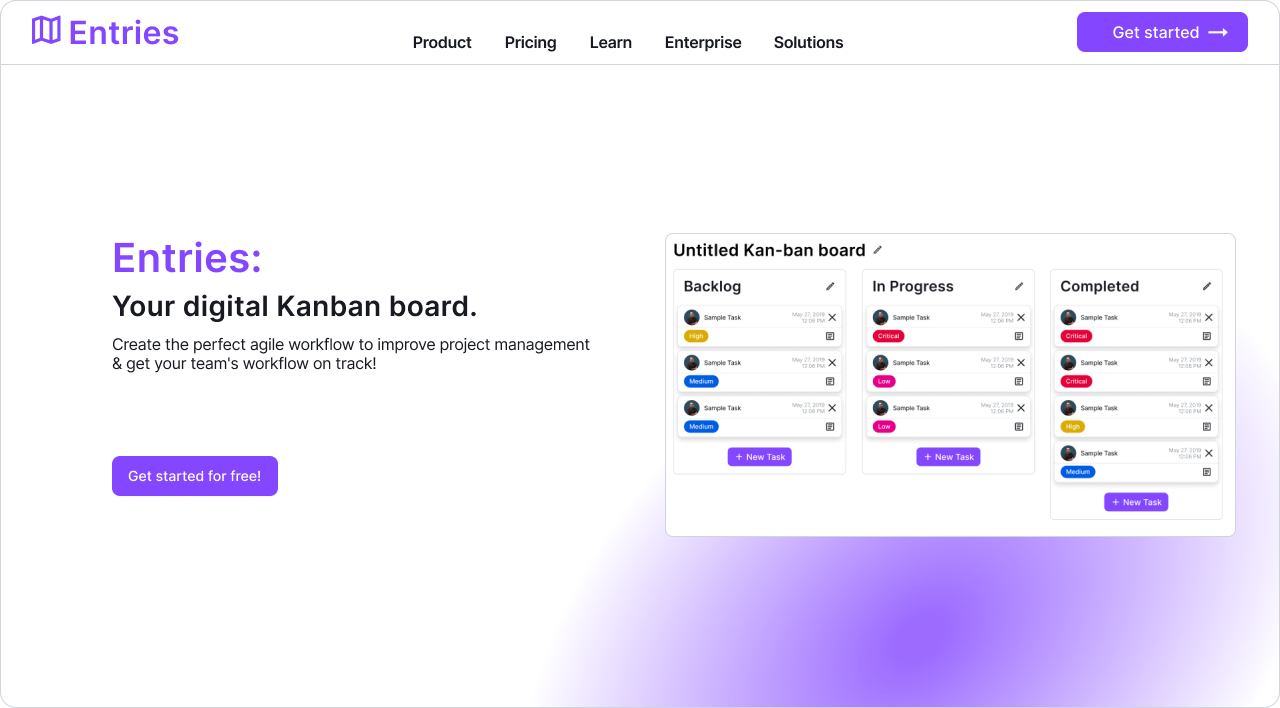 Entries
Product Pricing Learn Enterprise Solutions
Get started
Entries:
Your digital Kanban board.
Create the perfect agile workflow to improve project management
& get your team's workflow on track!
Get started for free!
Untitled Kan-ban board
Backlog
Sample Task
May 27, 2019
12:06 PM
High
Sample Task
May 27, 2019
12:06 PM
Medium
Sample Task
May 27, 2019
12:06 PM
Medium
+ New Task
In Progress
Sample Task
May 27, 2019
12:06 PM
Critical
Sample Task
May 27, 2019
12:06 PM
Low
Sample Task
May 27, 2019
12:06 PM
Low
+ New Task
Completed
Sample Task
May 27, 2019
12:06 PM
Critical
Sample Task
May 27, 2019
12:06 PM
Critical
Sample Task
May 27, 2019
12:06 PM
High
Sample Task
May 27, 2019
12:06 PM
Medium
+ New Task